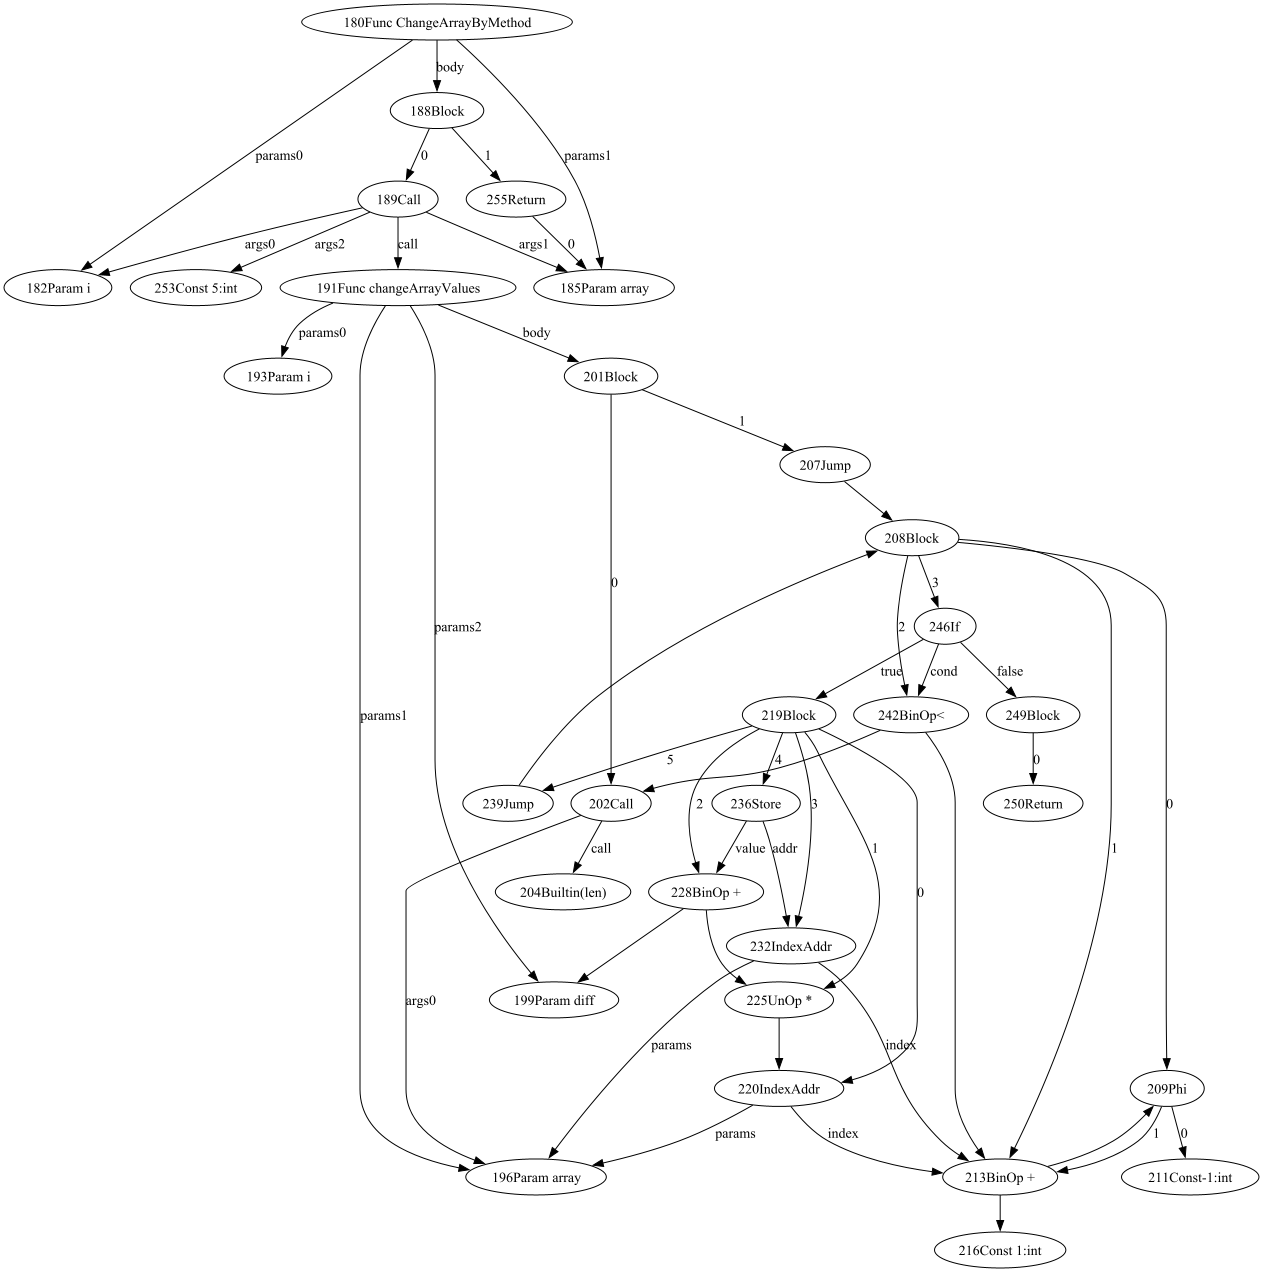 180Func ChangeArrayByMethod
body
188Block
params0
0
1
params1
189Call
255Return
args0
args2
call
args1
0
182Param i
253Const 5:int
191Func changeArrayValues
185Param array
params0
body
193Param i
201Block
1
207Jump
208Block
0
3
params2
2
246If
true
cond
false
params1
219Block
242BinOp<
249Block
5
4
0
239Jump
202Call
236Store
2
3
250Return
0
call
value
addr
1
1
204Builtin(len)
228BinOp +
0
232IndexAddr
args0
199Param diff
225UnOp *
params
index
220IndexAddr
209Phi
params
index
1
0
196Param array
213BinOp +
211Const-1:int
216Const 1:int